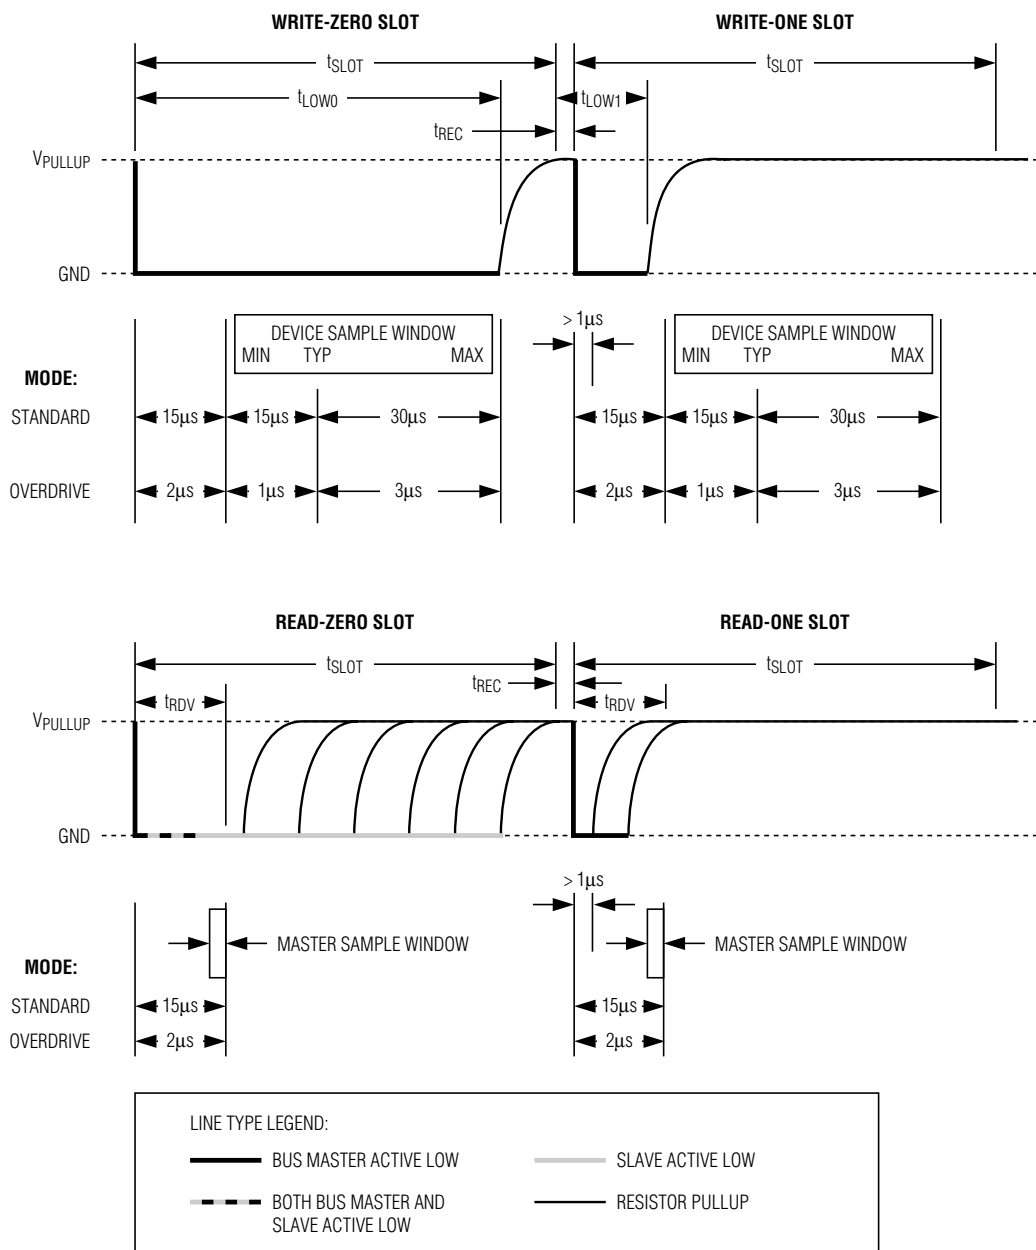 WRITE-ZERO SLOT WRITE-ONE SLOT
tSLOT tSLOT
tLOW0 tLOW1
tREC
VPULLUP
GND
> 1µs
DEVICE SAMPLE WINDOW DEVICE SAMPLE WINDOW
MIN TYP MAX MIN TYP MAX
MODE:
STANDARD 15µs 15µs 30µs 15µs 15µs 30µs
OVERDRIVE 2µs 1µs 3µs 2µs 1µs 3µs
READ-ZERO SLOT READ-ONE SLOT
tSLOT tSLOT
tREC
tRDV tRDV
VPULLUP
GND
> 1µs
MASTER SAMPLE WINDOW MASTER SAMPLE WINDOW
MODE:
STANDARD 15µs 15µs
OVERDRIVE 2µs 2µs
LINE TYPE LEGEND:
BUS MASTER ACTIVE LOW SLAVE ACTIVE LOW
BOTH BUS MASTER AND RESISTOR PULLUP
SLAVE ACTIVE LOW